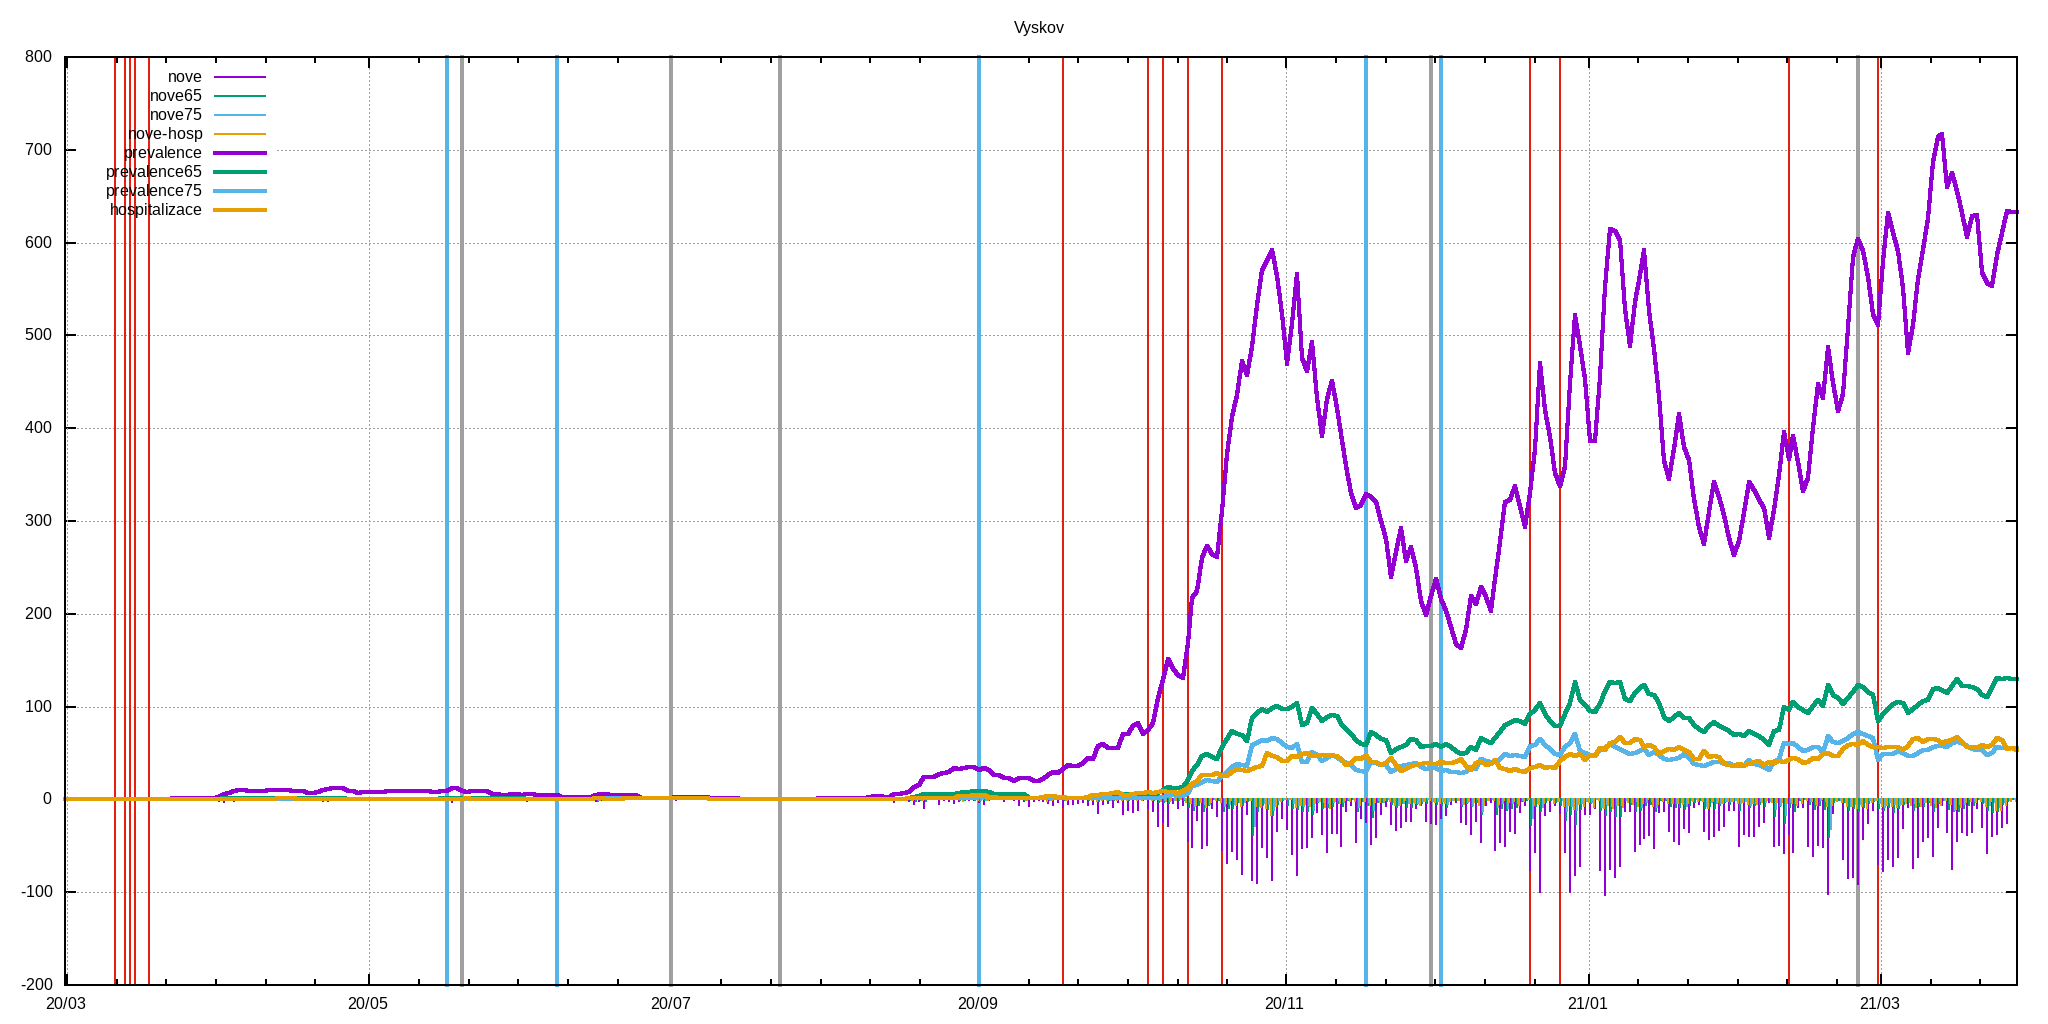 Vyskov
800
700
600
500
400
300
200
100
0
-100
-200
nove
nove65
nove75
nove-hosp
prevalence
prevalence65
prevalence75
hospitalizace
20/03 20/05 20/07 20/09 20/11 21/01 21/03